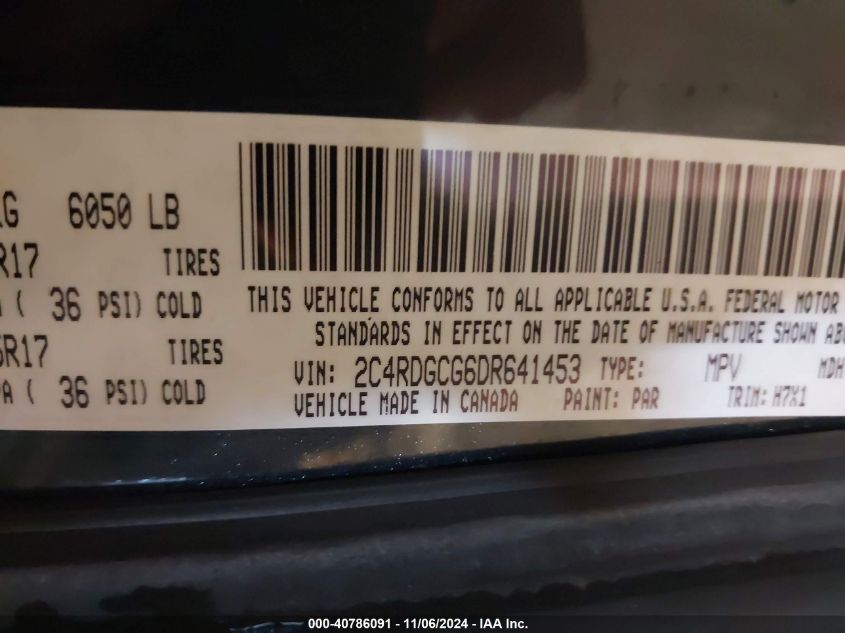 G 6050 LB
R17 TIRES
( 36 PSI) COLD
R17 TIRES
A ( 36 PSI) COLD
THIS VEHICLE CONFORMS TO ALL APPLICABLE U.S.A. FEDERAL MOTOR
STANDARDS IN EFFECT ON THE DATE OF MANUFACTURE SHOWN ABO
VIN: 2C4RDGCG6DR641453 TYPE: MPV MDH
VEHICLE MADE IN CANADA PAINT: PAR TRIM: H7X1
000-40786091 - 11/06/2024 - IAA Inc.